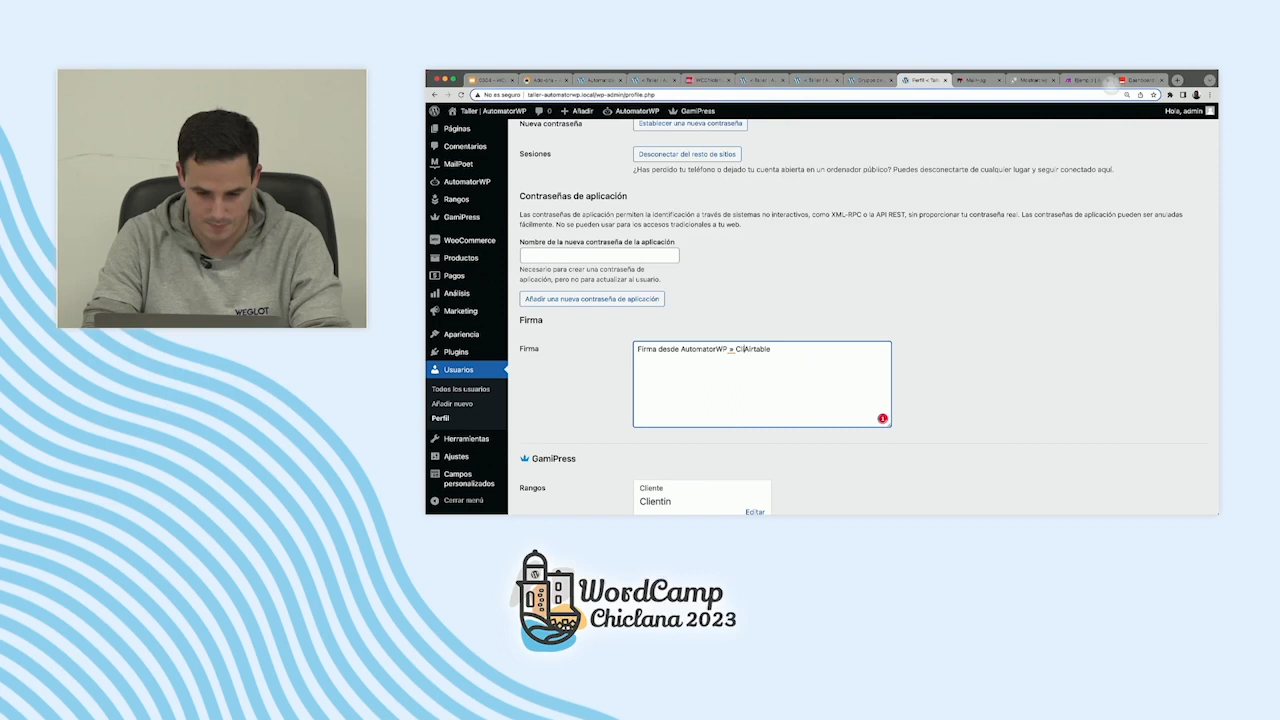 WEGLOT
Perfil < Tall
Dashboard
No es seguro | taller-automatorwp.local/wp-admin/profile.php
Taller | AutomatorWP 0 Añadir AutomatorWP GamiPress Hola, admin
Páginas
Comentarios
MailPoet
AutomatorWP
Rangos
GamiPress
WooCommerce
Productos
Pagos
Análisis
Marketing
Apariencia
Plugins
Usuarios
Todos los usuarios
Añadir nuevo
Perfil
Herramientas
Ajustes
Campos
personalizados
Cerrar menú
Nueva contraseña
Establecer una nueva contraseña
Sesiones
Desconectar del resto de sitios
¿Has perdido tu teléfono o dejado tu cuenta abierta en un ordenador público? Puedes desconectarte de cualquier lugar y seguir conectado aquí.
Contraseñas de aplicación
Las contraseñas de aplicación permiten la identificación a través de sistemas no interactivos, como XML-RPC o la API REST, sin proporcionar tu contraseña real. Las contraseñas de aplicación pueden ser anuladas
fácilmente. No se pueden usar para los accesos tradicionales a tu web.
Nombre de la nueva contraseña de la aplicación
Necesario para crear una contraseña de
aplicación, pero no para actualizar al usuario.
Añadir una nueva contraseña de aplicación
Firma
Firma
Firma desde AutomatorWP » CliAirtable
1
GamiPress
Rangos
Cliente
Clientin
Editar
WordCamp
Chiclana 2023